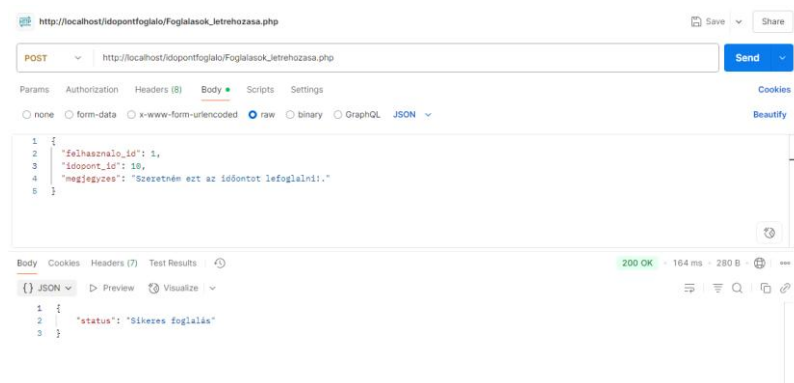 http://localhost/idopontfoglalo/Foglalasok_letrehozasa.php
Save
Share
POST
http://localhost/idopontfoglalo/Foglalasok_letrehozasa.php
Send
Params Authorization Headers (8) Body Scripts Settings
Cookies
none form-data x-www-form-urlencoded raw binary GraphQL JSON
Beautify
1 {
2 "felhasznalo_id": 1,
3 "idopont_id": 10,
4 "megjegyzes": "Szeretném ezt az időontot lefoglalni!."
5 }
Body Cookies Headers (7) Test Results
200 OK 164 ms 280 B
{} JSON Preview Visualize
1 {
2 "status": "Sikeres foglalás"
3 }